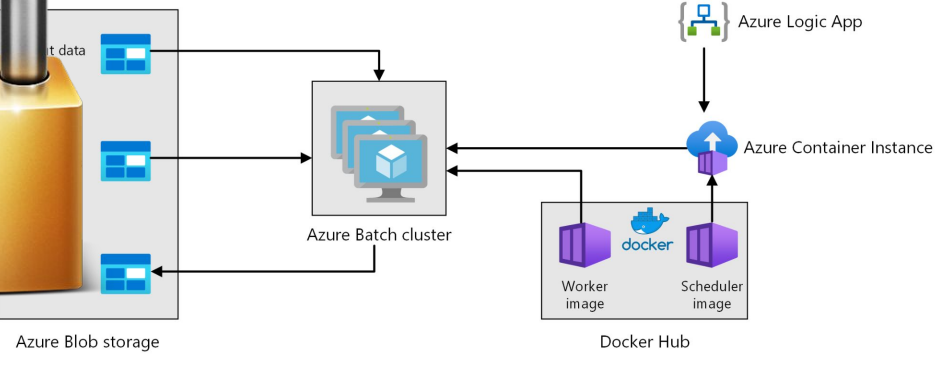 Azure Logic App
data
Azure Container Instance
Azure Batch cluster
docker
Worker
image
Scheduler
image
Azure Blob storage
Docker Hub